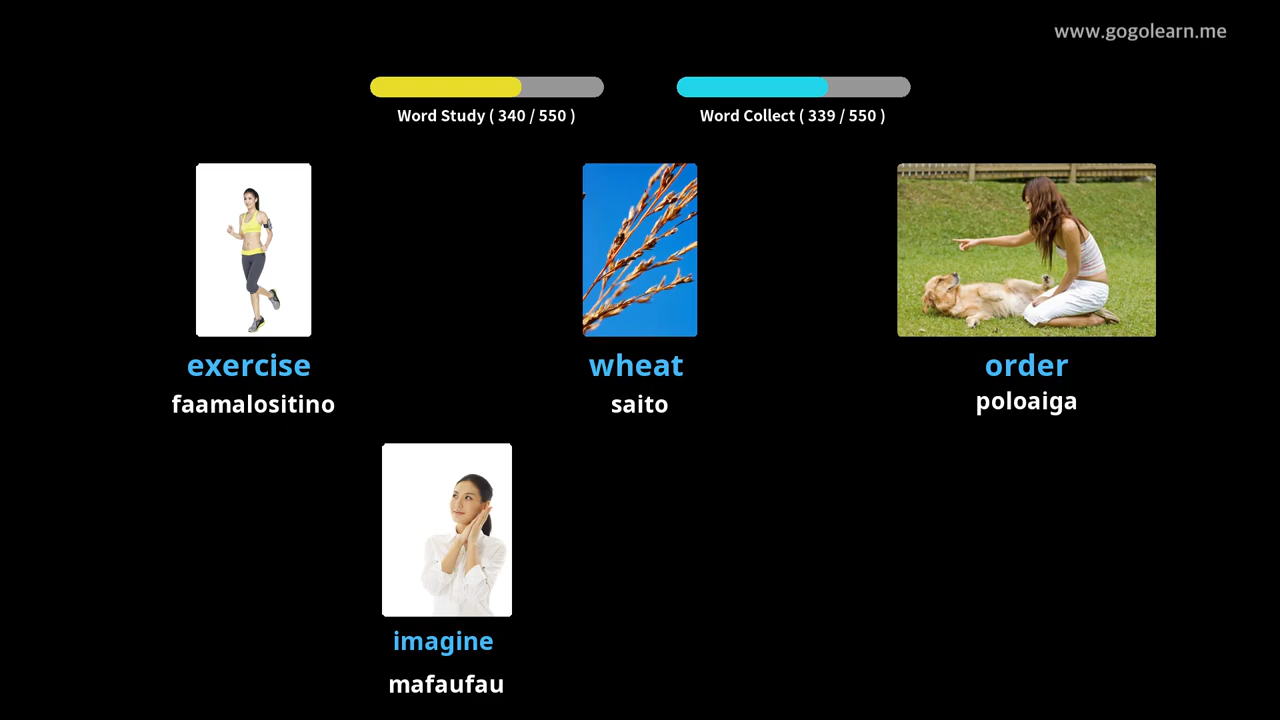 www.gogolearn.me
Word Study ( 340 / 550 )
Word Collect ( 339 / 550 )
exercise
faamalositino
wheat
saito
order
poloaiga
imagine
mafaufau